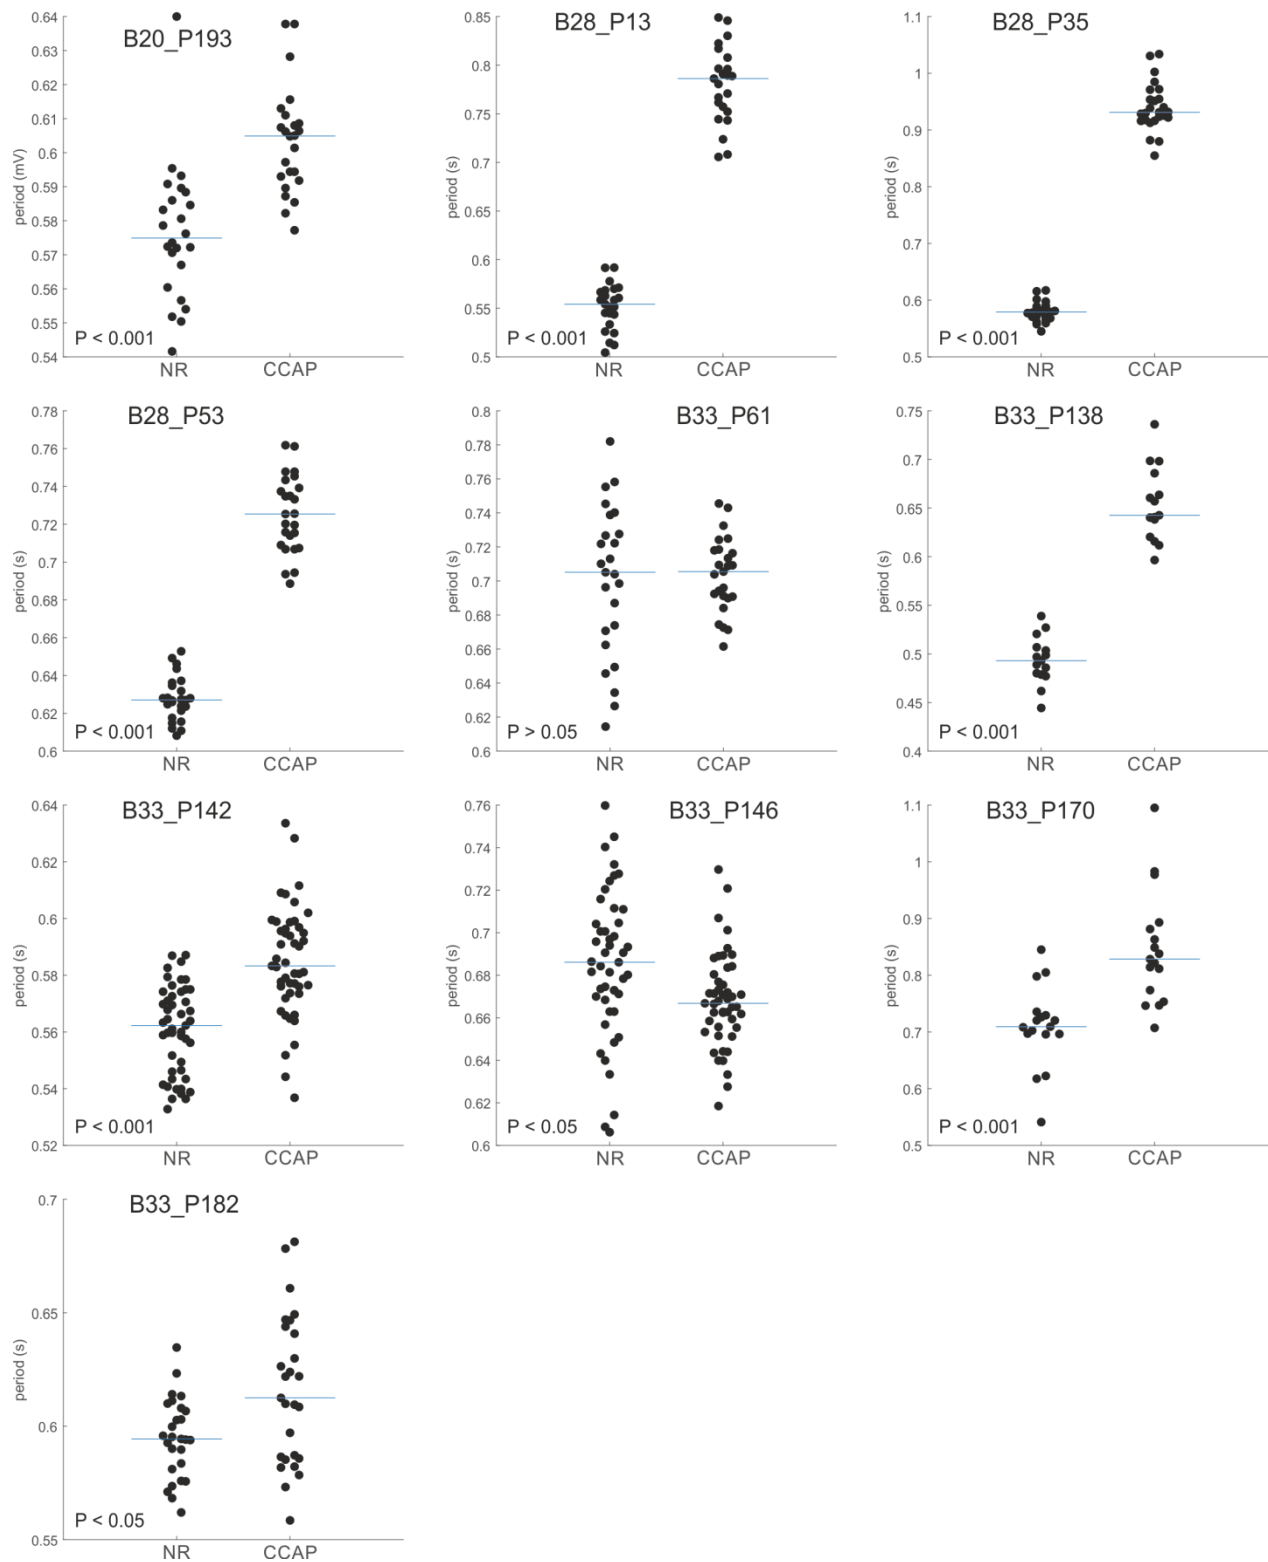 B20_P193
period (mV)
0.64
0.63
0.62
0.61
0.6
0.59
0.58
0.57
0.56
0.55
0.54
P < 0.001
NR CCAP
B28_P13
period (s)
0.85
0.8
0.75
0.7
0.65
0.6
0.55
0.5
P < 0.001
NR CCAP
B28_P35
period (s)
1.1
1
0.9
0.8
0.7
0.6
0.5
P < 0.001
NR CCAP
B28_P53
period (s)
0.78
0.76
0.74
0.72
0.7
0.68
0.66
0.64
0.62
0.6
P < 0.001
NR CCAP
B33_P61
period (s)
0.8
0.78
0.76
0.74
0.72
0.7
0.68
0.66
0.64
0.62
0.6
P > 0.05
NR CCAP
B33_P138
period (s)
0.75
0.7
0.65
0.6
0.55
0.5
0.45
0.4
P < 0.001
NR CCAP
B33_P142
period (s)
0.64
0.62
0.6
0.58
0.56
0.54
0.52
P < 0.001
NR CCAP
B33_P146
period (s)
0.76
0.74
0.72
0.7
0.68
0.66
0.64
0.62
0.6
P < 0.05
NR CCAP
B33_P170
period (s)
1.1
1
0.9
0.8
0.7
0.6
0.5
P < 0.001
NR CCAP
B33_P182
period (s)
0.7
0.65
0.6
0.55
P < 0.05
NR CCAP